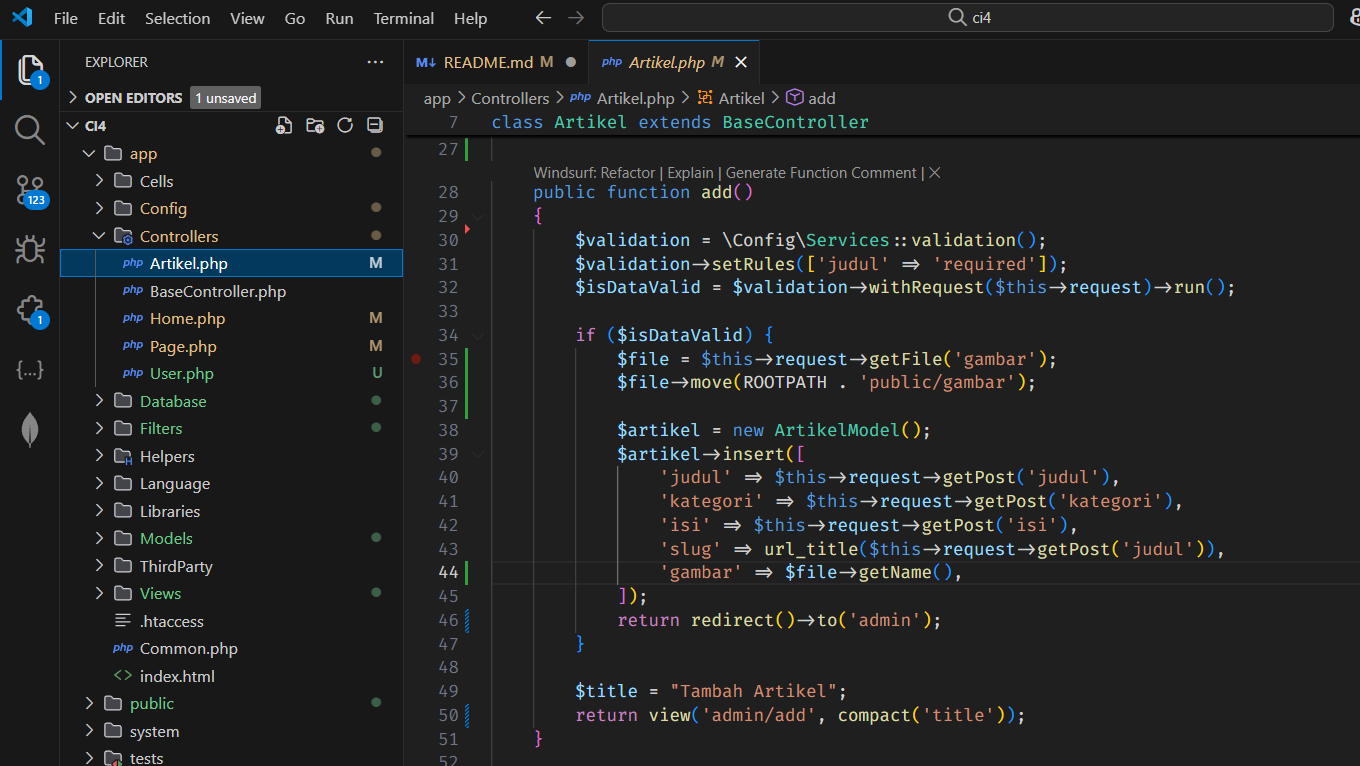 File Edit Selection View Go Run Terminal Help
ci4
EXPLORER
OPEN EDITORS 1 unsaved
CI4
app
Cells
Config
Controllers
php Artikel.php M
php BaseController.php
php Home.php M
php Page.php M
php User.php U
Database
Filters
Helpers
Language
Libraries
Models
ThirdParty
Views
.htaccess
php Common.php
<> index.html
public
system
tests
1
123
1
{...}
M↓ README.md M
php Artikel.php M
app > Controllers > php Artikel.php > Artikel > add
7 class Artikel extends BaseController
27
Windsurf: Refactor | Explain | Generate Function Comment | ×
28 public function add()
29 {
30 $validation = \Config\Services::validation();
31 $validation->setRules(['judul' => 'required']);
32 $isDataValid = $validation->withRequest($this->request)->run();
33
34 if ($isDataValid) {
35 $file = $this->request->getFile('gambar');
36 $file->move(ROOTPATH . 'public/gambar');
37
38 $artikel = new ArtikelModel();
39 $artikel->insert([
40 'judul' => $this->request->getPost('judul'),
41 'kategori' => $this->request->getPost('kategori'),
42 'isi' => $this->request->getPost('isi'),
43 'slug' => url_title($this->request->getPost('judul')),
44 'gambar' => $file->getName(),
45 ]);
46 return redirect()->to('admin');
47 }
48
49 $title = "Tambah Artikel";
50 return view('admin/add', compact('title'));
51 }
52